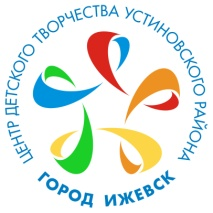 ЦЕНТР ДЕТСКОГО ТВОРЧЕСТВА УСТИНОВСКОГО РАЙОНА
ГОРОД ИЖЕВСК